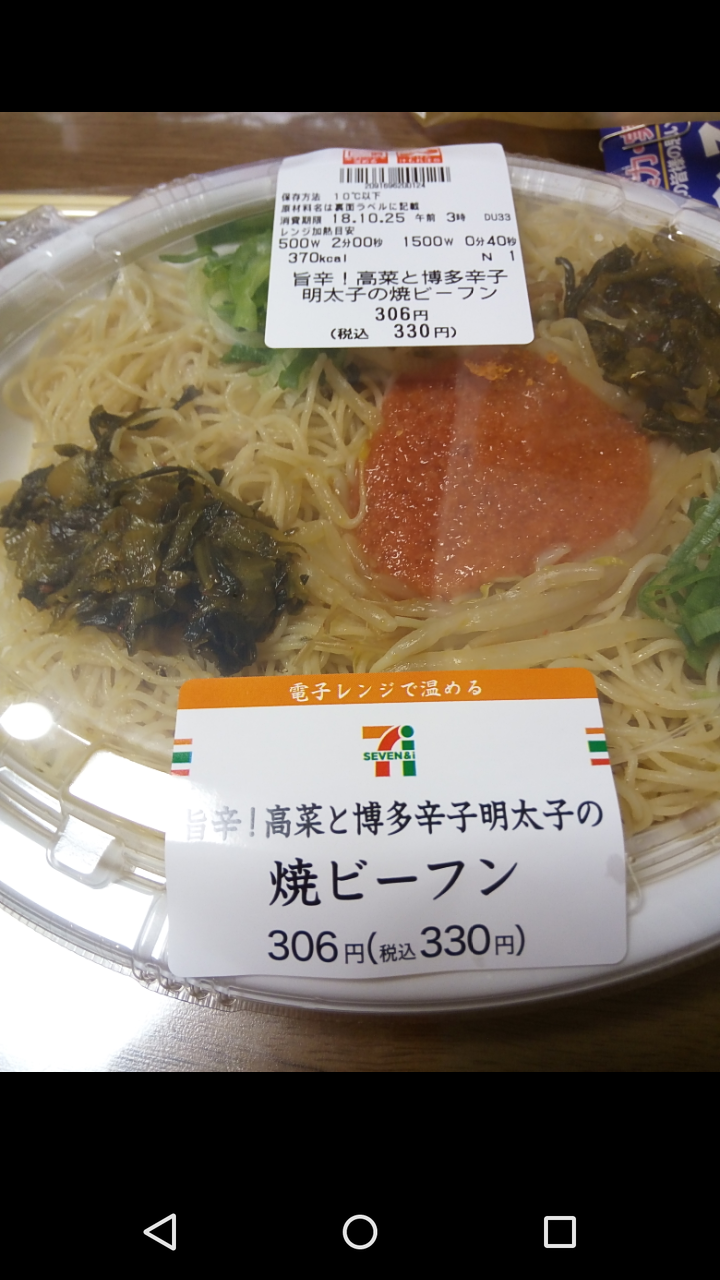 2091696200124
保存方法 10℃以下
原材料名は裏面ラベルに記載
消費期限 18.10.25 午前 3時 DU33
レンジ加熱目安
500W 2分00秒 1500W 0分40秒
370kcal N 1
旨辛！高菜と博多辛子
明太子の焼ビーフン
306円
(税込 330円)
電子レンジで温める
SEVEN&i
旨辛！高菜と博多辛子明太子の
焼ビーフン
306円(税込330円)